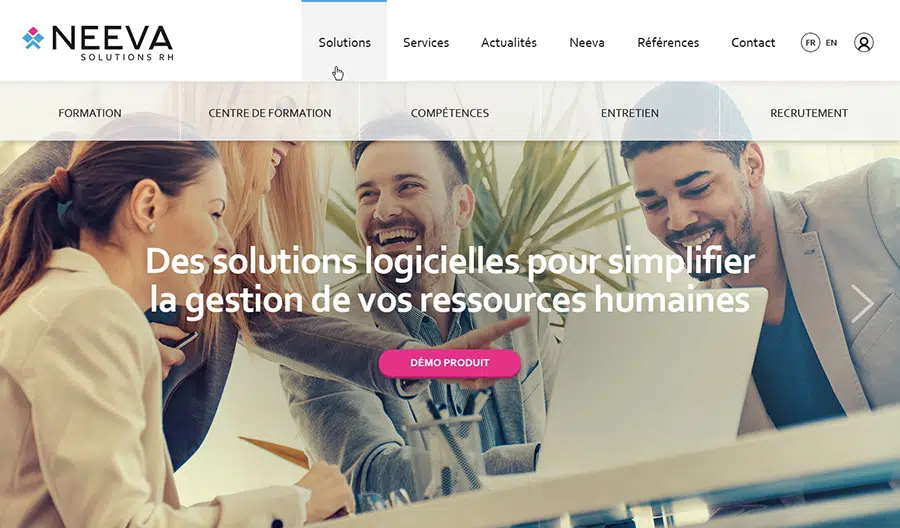 NEEVA
SOLUTIONS RH
Solutions
Services
Actualités
Neeva
Références
Contact
FR
EN
FORMATION
CENTRE DE FORMATION
COMPÉTENCES
ENTRETIEN
RECRUTEMENT
Des solutions logicielles pour simplifier
la gestion de vos ressources humaines
DÉMO PRODUIT